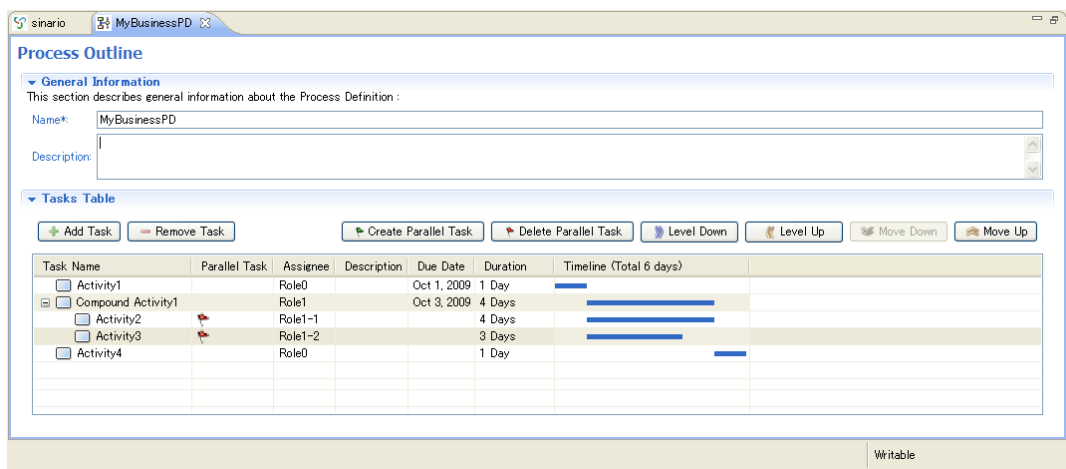 sinario MyBusinessPD
Process Outline
General Information
This section describes general information about the Process Definition :
Name*: MyBusinessPD
Description:
Tasks Table
Add Task Remove Task Create Parallel Task Delete Parallel Task Level Down Level Up Move Down Move Up
Task Name Parallel Task Assignee Description Due Date Duration Timeline (Total 6 days)
Activity1 Role0 Oct 1, 2009 1 Day
Compound Activity1 Role1 Oct 3, 2009 4 Days
Activity2 Role1-1 4 Days
Activity3 Role1-2 3 Days
Activity4 Role0 1 Day
Writable